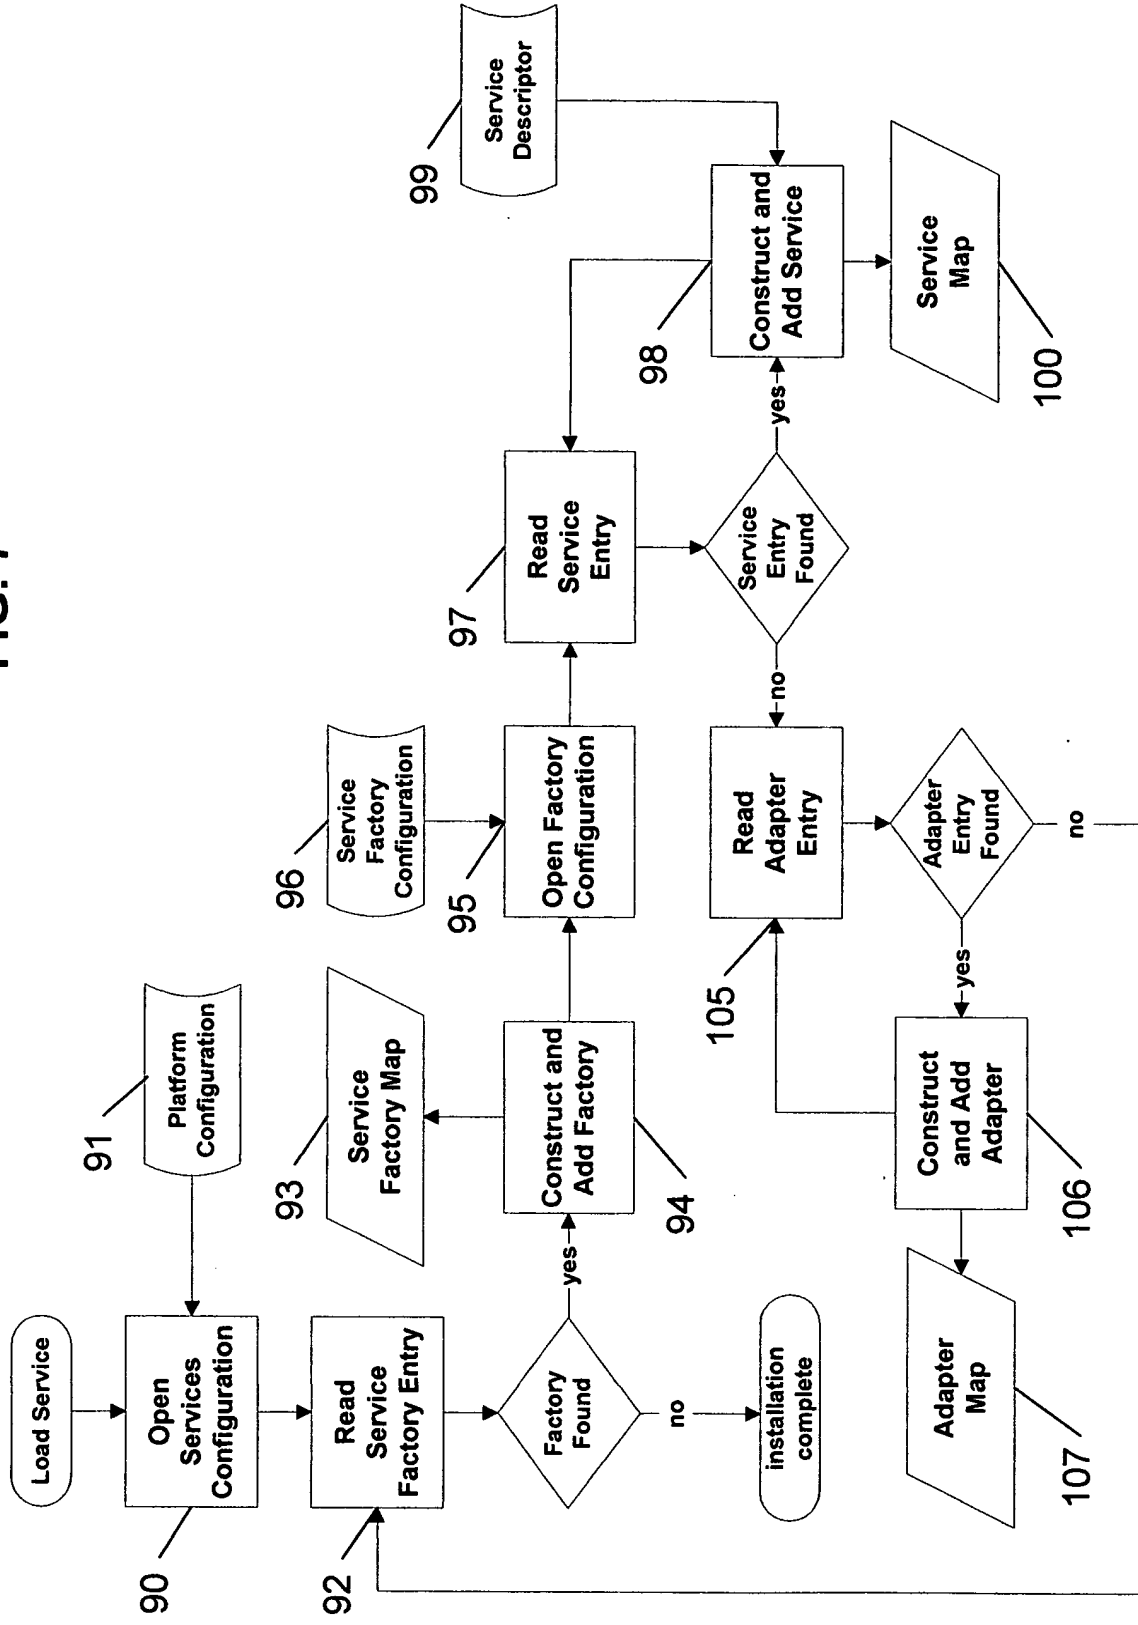 Load Service
90
Open
Services
Configuration
91
Platform
Configuration
92
Read
Service
Factory Entry
Factory
Found
no
installation
complete
yes
93
Service
Factory Map
Construct and
Add Factory
94
96
Service
Factory
Configuration
95
Open Factory
Configuration
97
Read
Service
Entry
Service
Entry
Found
yes
no
98
Construct and
Add Service
99
Service
Descriptor
Service
Map
100
105
Read
Adapter
Entry
Adapter
Entry
Found
no
yes
Construct
and Add
Adapter
106
Adapter
Map
107